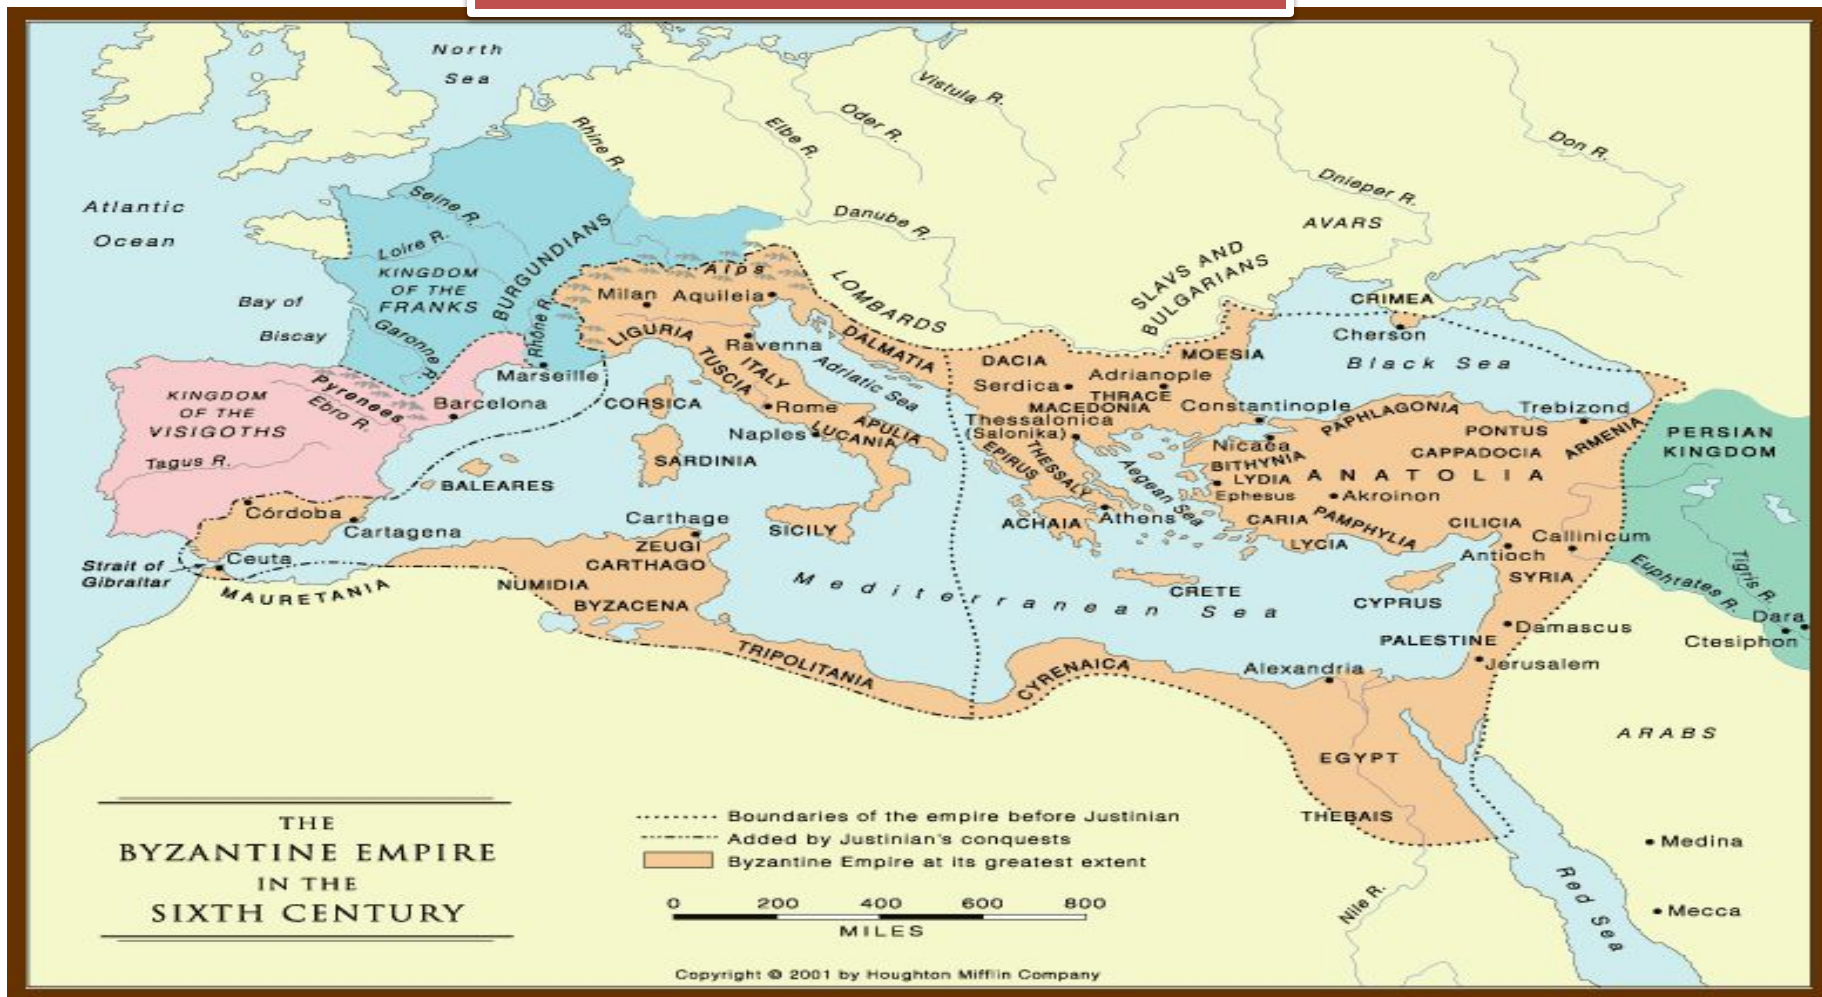 North
Sea
Vistula R.
Oder R.
Elbe R.
Rhine R.
Don R.
Dnieper R.
AVARS
Atlantic
Ocean
Seine R.
Danube R.
Loire R.
BURGUNDIANS
KINGDOM
OF THE
FRANKS
Alps
LOMBARDS
SLAVS AND
BULGARIANS
Bay of
Biscay
Garonne R.
Rhône R.
Milan
Aquileia
LIGURIA
Ravenna
DALMATIA
TUSCIA
ITALY
Adriatic Sea
CRIMEA
Cherson
Black Sea
DACIA
MOESIA
Serdica
Adrianople
THRACE
MACEDONIA
Constantinople
PAPHLAGONIA
Trebizond
Marseille
Pyrenees
Ebro R.
Barcelona
KINGDOM
OF THE
VISIGOTHS
Tagus R.
CORSICA
Rome
Naples
APULIA
LUCANIA
Thessalonica
(Salonika)
EPIRUS
THESSALY
Aegean Sea
Nicaea
BITHYNIA
LYDIA
Ephesus
PONTUS
CAPPADOCIA
ARMENIA
ANATOLIA
Akroinon
PERSIAN
KINGDOM
SARDINIA
BALEARES
Córdoba
Cartagena
Carthage
SICILY
ACHAIA
Athens
CARIA
PAMPHYLIA
LYCIA
CILICIA
Callinicum
Antioch
SYRIA
Strait of
Gibraltar
Ceuta
MAURETANIA
ZEUGI
CARTHAGO
NUMIDIA
BYZACENA
Mediterranean Sea
CRETE
CYPRUS
Euphrates R.
Tigris R.
Dara
Ctesiphon
Damascus
PALESTINE
Jerusalem
TRIPOLITANIA
CYRENAICA
Alexandria
ARABS
EGYPT
THEBAIS
Medina
Mecca
Nile R.
Red Sea
THE
BYZANTINE EMPIRE
IN THE
SIXTH CENTURY
Boundaries of the empire before Justinian
Added by Justinian's conquests
Byzantine Empire at its greatest extent
0 200 400 600 800
MILES
Copyright © 2001 by Houghton Mifflin Company